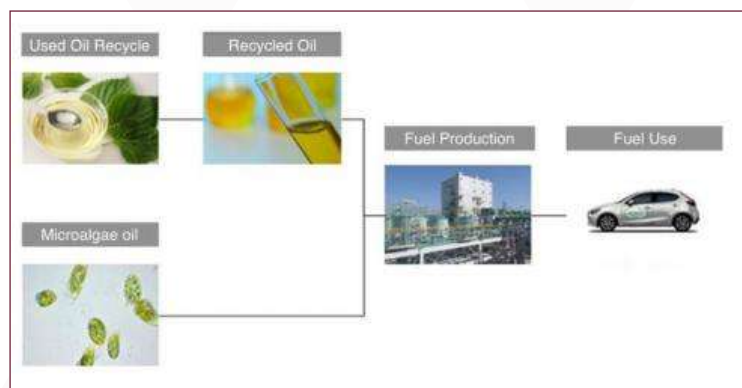 Used Oil Recycle
Recycled Oil
Fuel Production
Fuel Use
Microalgae oil